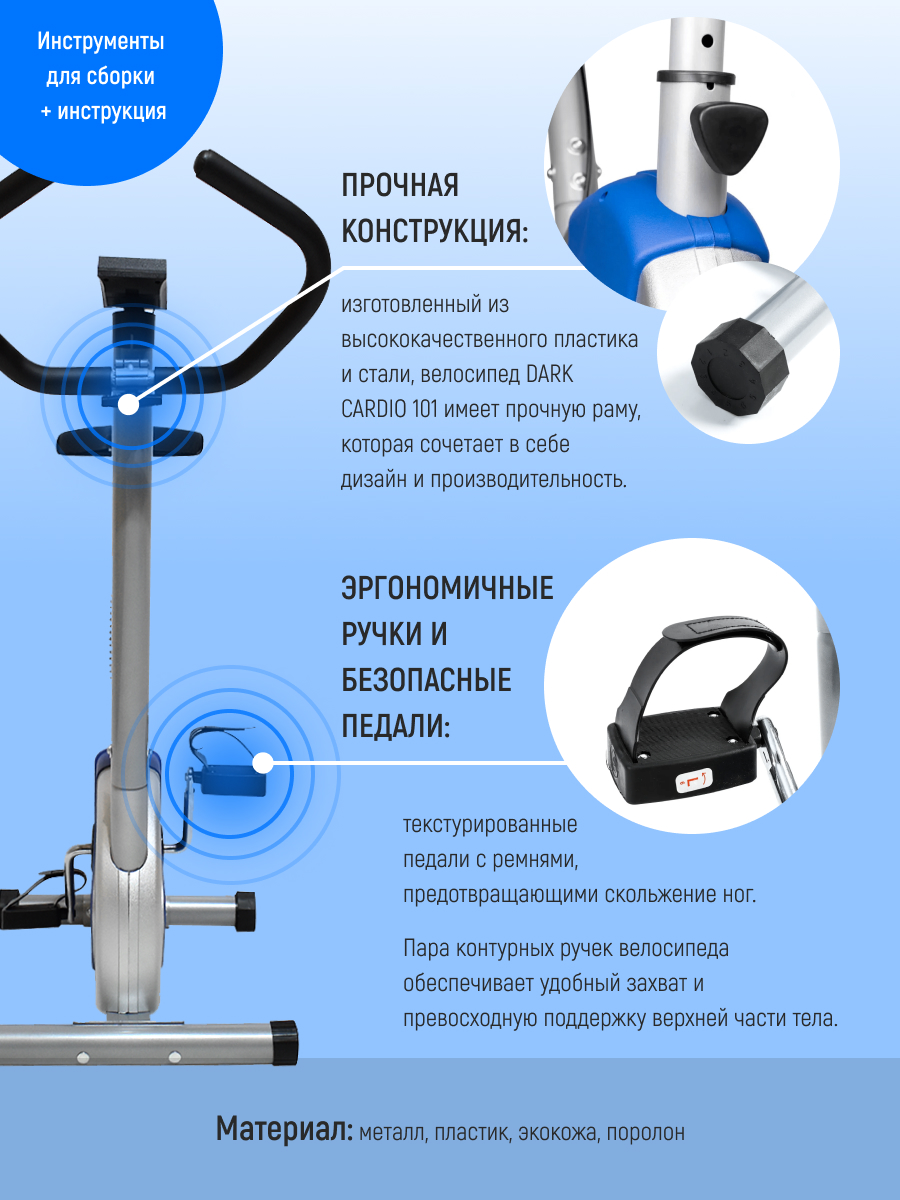 Инструменты
для сборки
+ инструкция
ПРОЧНАЯ
КОНСТРУКЦИЯ:
изготовленный из
высококачественного пластика
и стали, велосипед DARK
CARDIO 101 имеет прочную раму,
которая сочетает в себе
дизайн и производительность.
ЭРГОНОМИЧНЫЕ
РУЧКИ И
БЕЗОПАСНЫЕ
ПЕДАЛИ:
L
текстурированные
педали с ремнями,
предотвращающими скольжение ног.
Пара контурных ручек велосипеда
обеспечивает удобный захват и
превосходную поддержку верхней части тела.
Материал: металл, пластик, экокожа, поролон